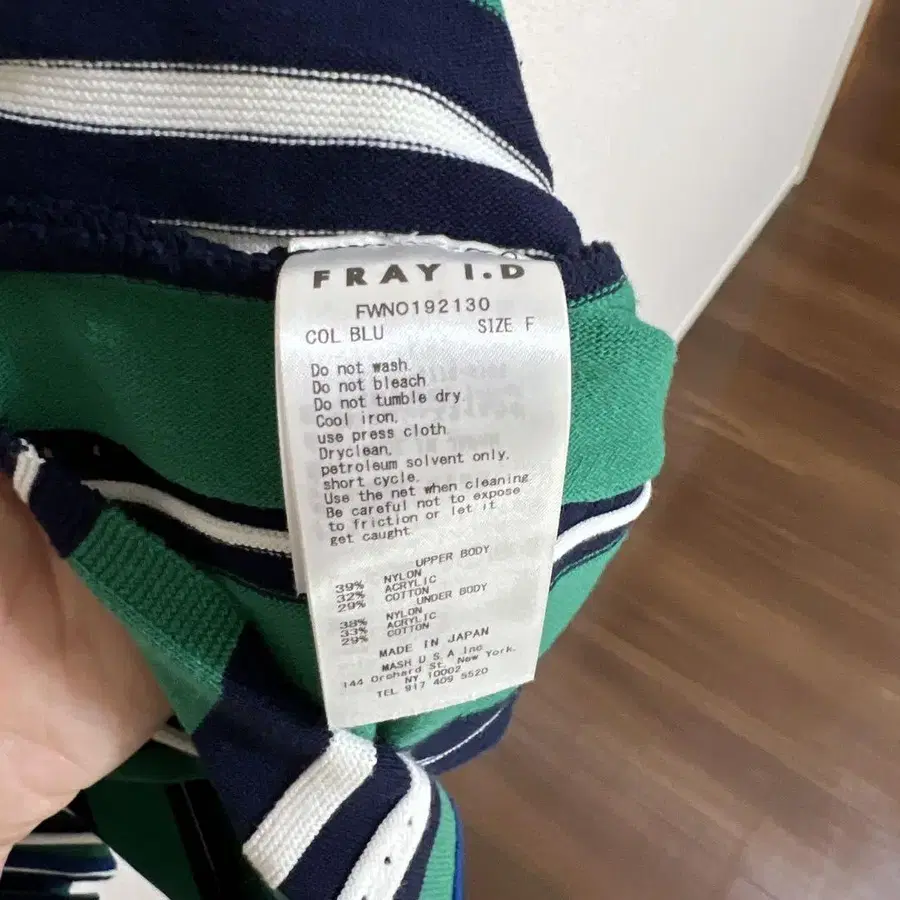 FRAY I.D
FWNO192130
COL BLU SIZE F
Do not wash.
Do not bleach
Do not tumble dry.
Cool iron,
use press cloth.
Dryclean,
petroleum solvent only,
short cycle.
Use the net when cleaning
Be careful not to expose
to friction or let it
get caught.
UPPER BODY
39% NYLON
32% ACRYLIC
29% COTTON
UNDER BODY
38% NYLON
33% ACRYLIC
29% COTTON
MADE IN JAPAN
MASH U S A Inc
144 Orchard St. New York,
NY 10002
TEL 917 409 5520